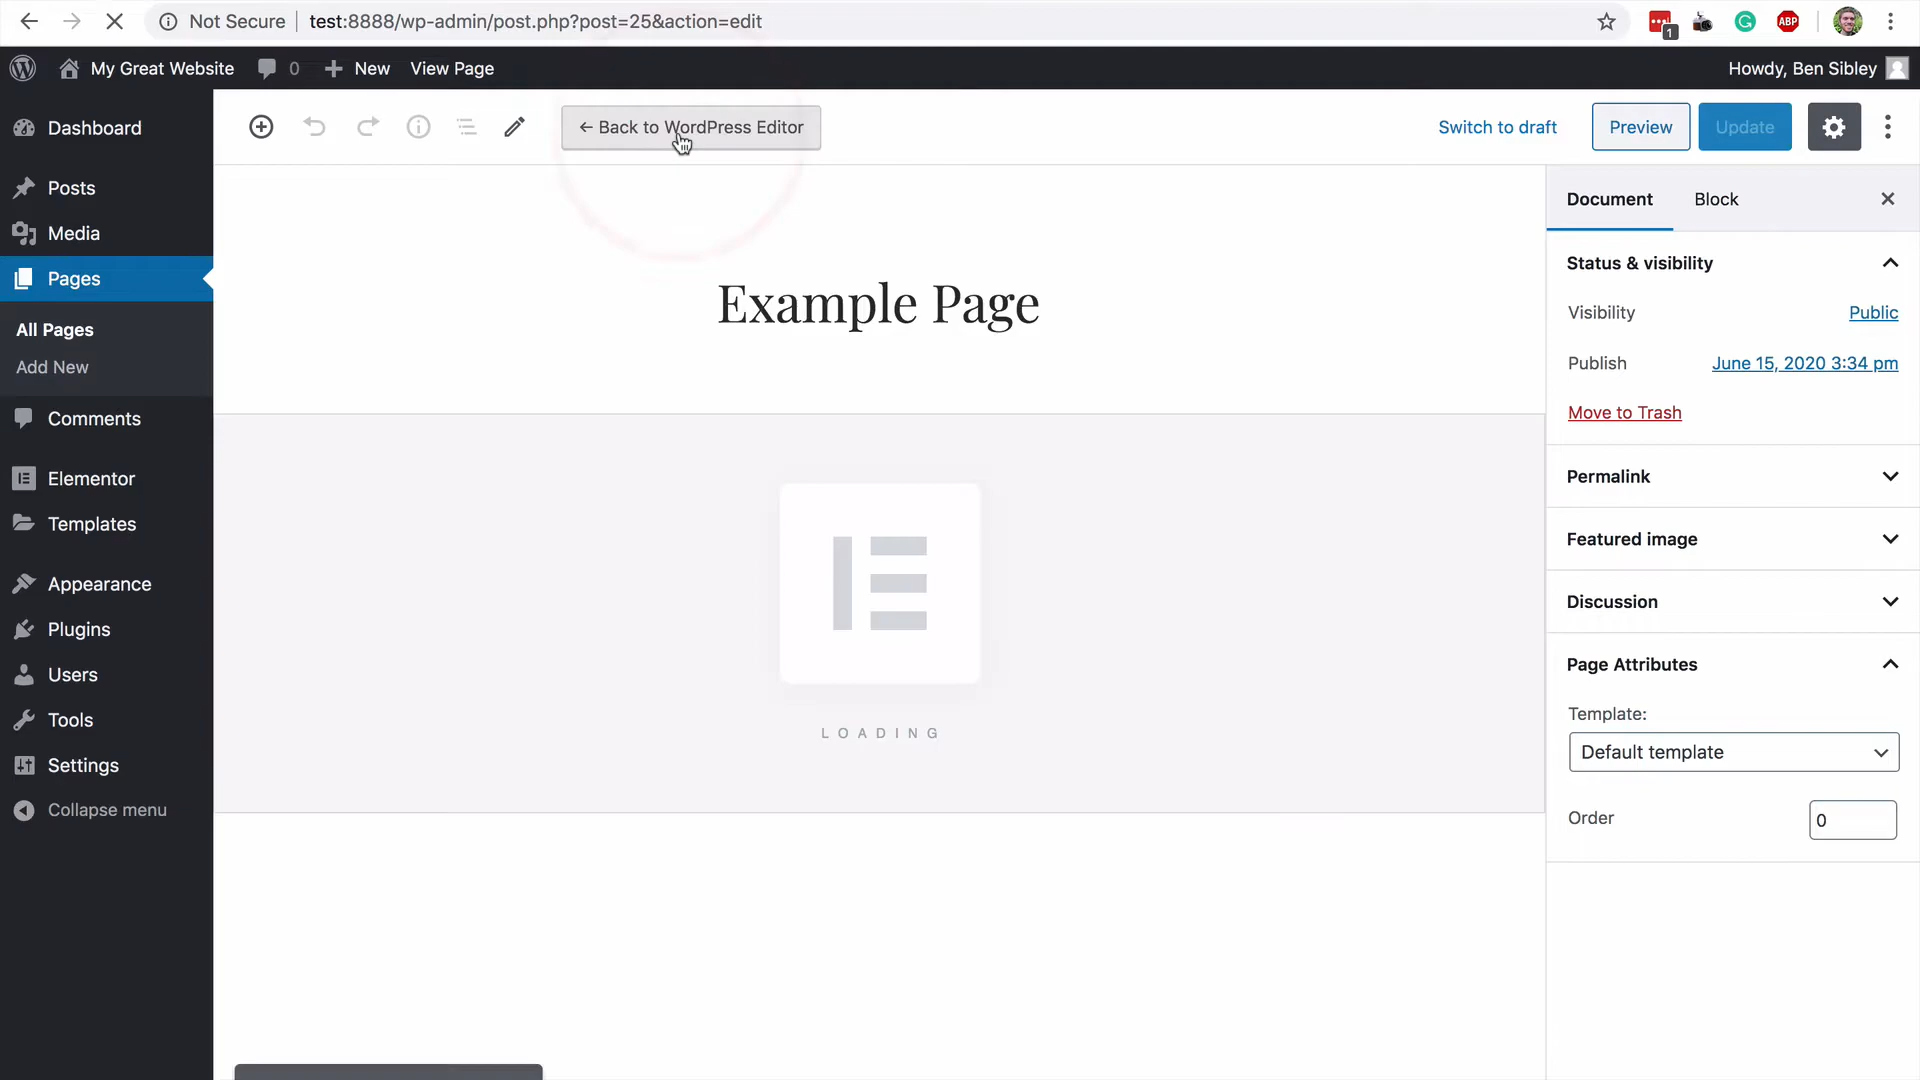 Not Secure | test:8888/wp-admin/post.php?post=25&action=edit
1
ABP
My Great Website
0
New
View Page
Howdy, Ben Sibley
Dashboard
Posts
Media
Pages
All Pages
Add New
Comments
Elementor
Templates
Appearance
Plugins
Users
Tools
Settings
Collapse menu
← Back to WordPress Editor
Switch to draft
Preview
Update
Example Page
LOADING
Document
Block
Status & visibility
Visibility
Public
Publish
June 15, 2020 3:34 pm
Move to Trash
Permalink
Featured image
Discussion
Page Attributes
Template:
Default template
Order
0